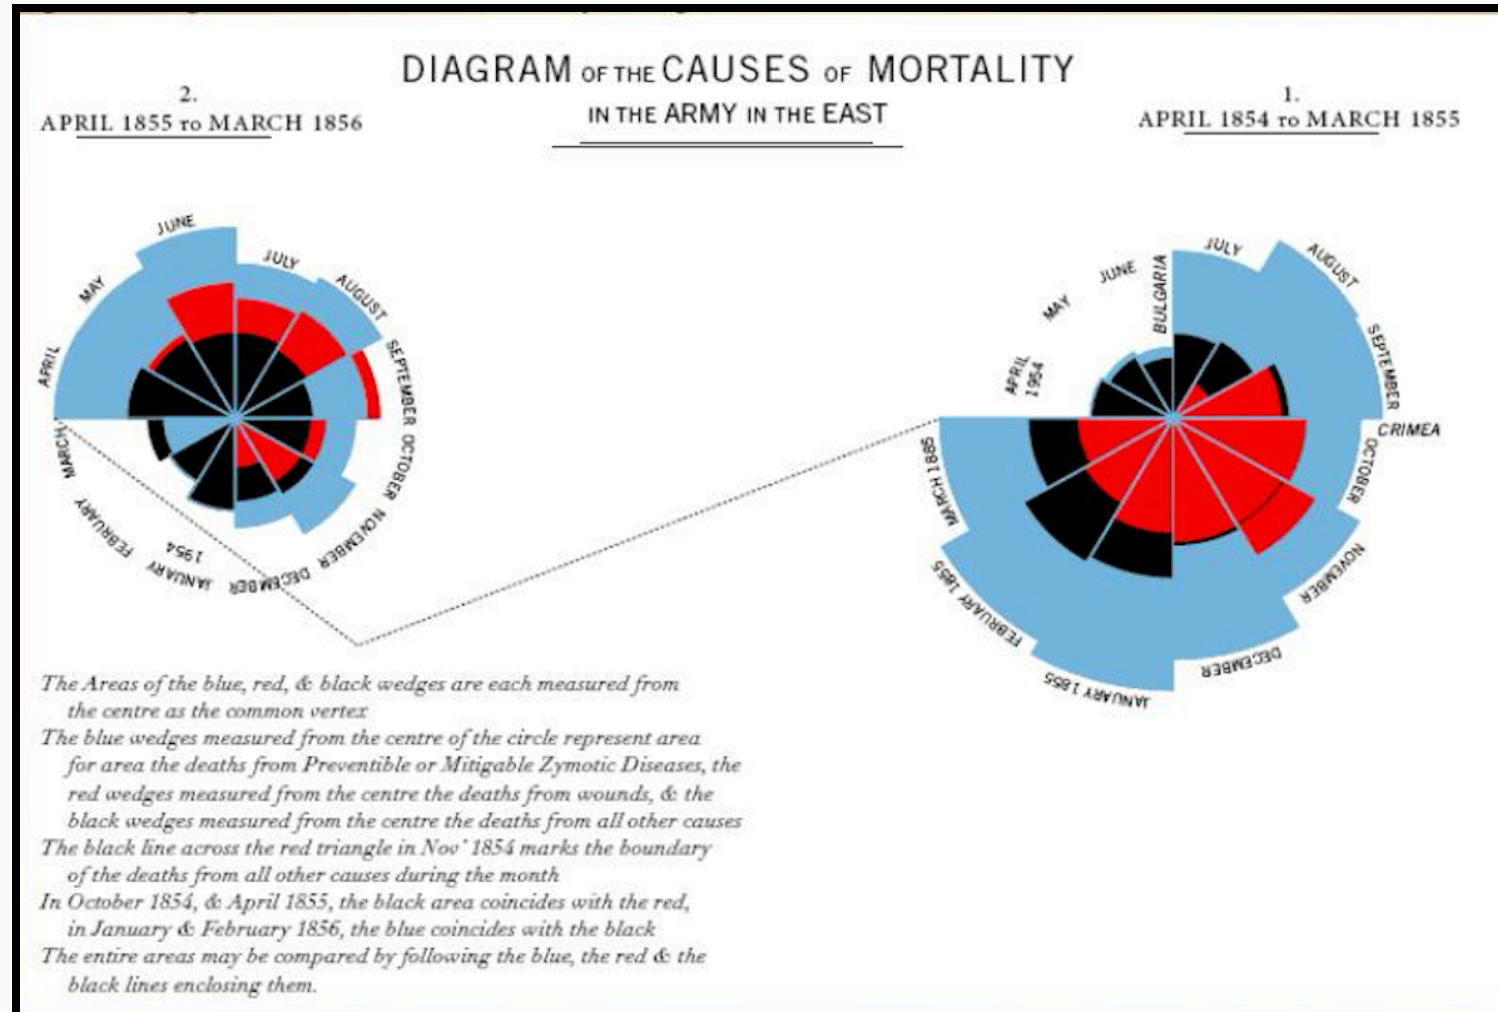 DIAGRAM OF THE CAUSES OF MORTALITY
IN THE ARMY IN THE EAST
2.
APRIL 1855 TO MARCH 1856
1.
APRIL 1854 TO MARCH 1855
JUNE
JULY
MAY
AUGUST
APRIL
SEPTEMBER
OCTOBER
MARCH
NOVEMBER
FEBRUARY
1954
JANUARY
DECEMBER
BULGARIA
JULY
AUGUST
JUNE
MAY
APRIL
1954
SEPTEMBER
CRIMEA
OCTOBER
MARCH 1885
NOVEMBER
FEBRUARY 1855
DECEMBER
JANUARY 1855
The Areas of the blue, red, & black wedges are each measured from
the centre as the common vertex
The blue wedges measured from the centre of the circle represent area
for area the deaths from Preventible or Mitigable Zymotic Diseases, the
red wedges measured from the centre the deaths from wounds, & the
black wedges measured from the centre the deaths from all other causes
The black line across the red triangle in Nov' 1854 marks the boundary
of the deaths from all other causes during the month
In October 1854, & April 1855, the black area coincides with the red,
in January & February 1856, the blue coincides with the black
The entire areas may be compared by following the blue, the red & the
black lines enclosing them.